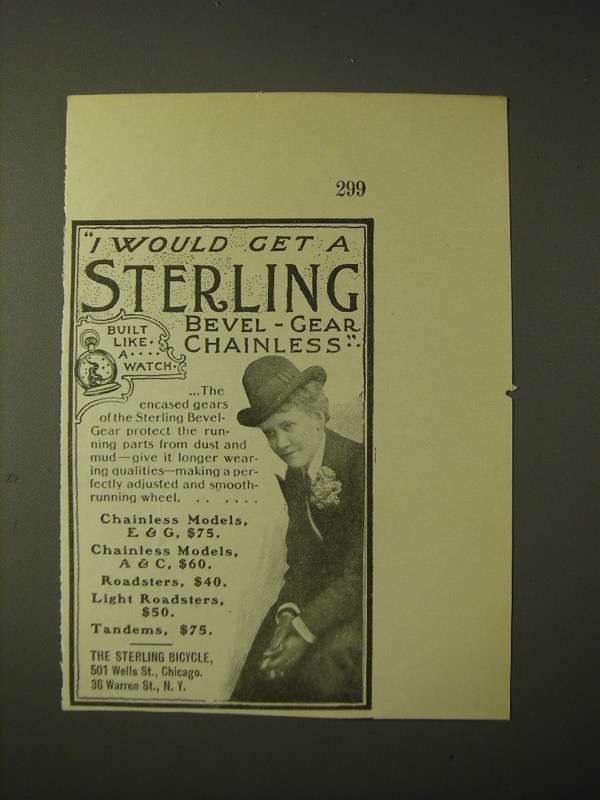 299
"I WOULD GET A
STERLING
BEVEL-GEAR
CHAINLESS".
BUILT
LIKE.
A....
WATCH.
...The
encased gears
of the Sterling Bevel-
Gear protect the run-
ning parts from dust and
mud—give it longer wear-
ing qualities—making a per-
fectly adjusted and smooth-
running wheel. . . . . . .
Chainless Models,
E & G, $75.
Chainless Models,
A & C, $60.
Roadsters, $40.
Light Roadsters,
$50.
Tandems, $75.
THE STERLING BICYCLE,
501 Wells St., Chicago.
36 Warren St., N. Y.